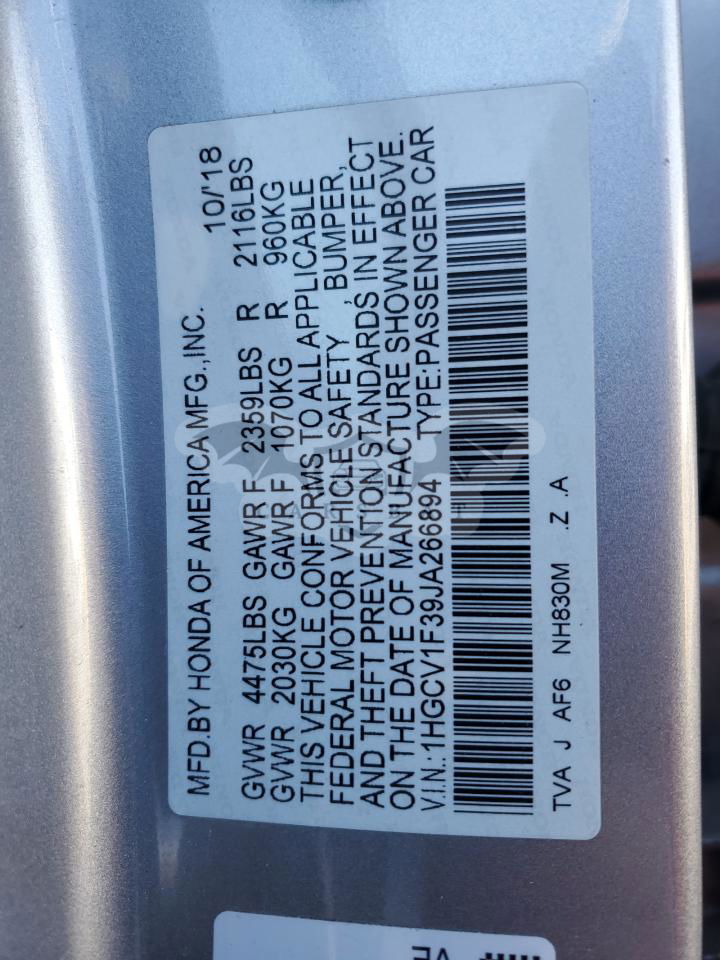 MFD.BY HONDA OF AMERICA MFG.,INC. 10/'18
GVWR 4475LBS GAWR F 2359LBS R 2116LBS
GVWR 2030KG GAWR F 1070KG R 960KG
THIS VEHICLE CONFORMS TO ALL APPLICABLE
FEDERAL MOTOR VEHICLE SAFETY, BUMPER,
AND THEFT PREVENTION STANDARDS IN EFFECT
ON THE DATE OF MANUFACTURE SHOWN ABOVE.
V.I.N.:1HGCV1F39JA266894 TYPE:PASSENGER CAR
TVA J AF6 NH830M .Z .A